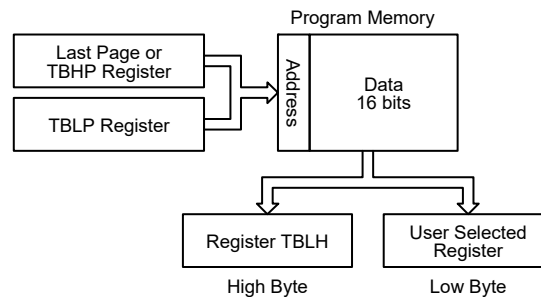 Program Memory
Last Page or
TBHP Register
TBLP Register
Address
Data
16 bits
Register TBLH
User Selected
Register
High Byte
Low Byte